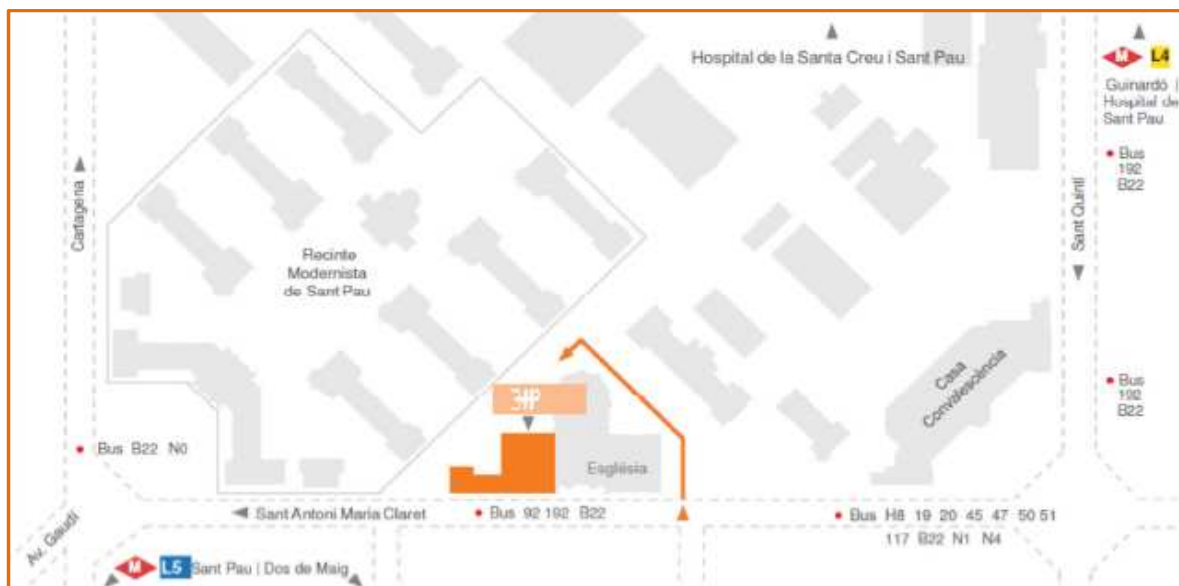 Hospital de la Santa Creu i Sant Pau
M L4
Guinardó |
Hospital de
Sant Pau
Bus
192
B22
Cartagena
Sant Quintí
Recinte
Modernista
de Sant Pau
Casa
Convalescència
Bus
192
B22
Bus B22 N0
Església
Sant Antoni Maria Claret
Bus 92 192 B22
Bus H8 19 20 45 47 50 51
117 B22 N1 N4
Av. Gaudí
M L5 Sant Pau | Dos de Maig